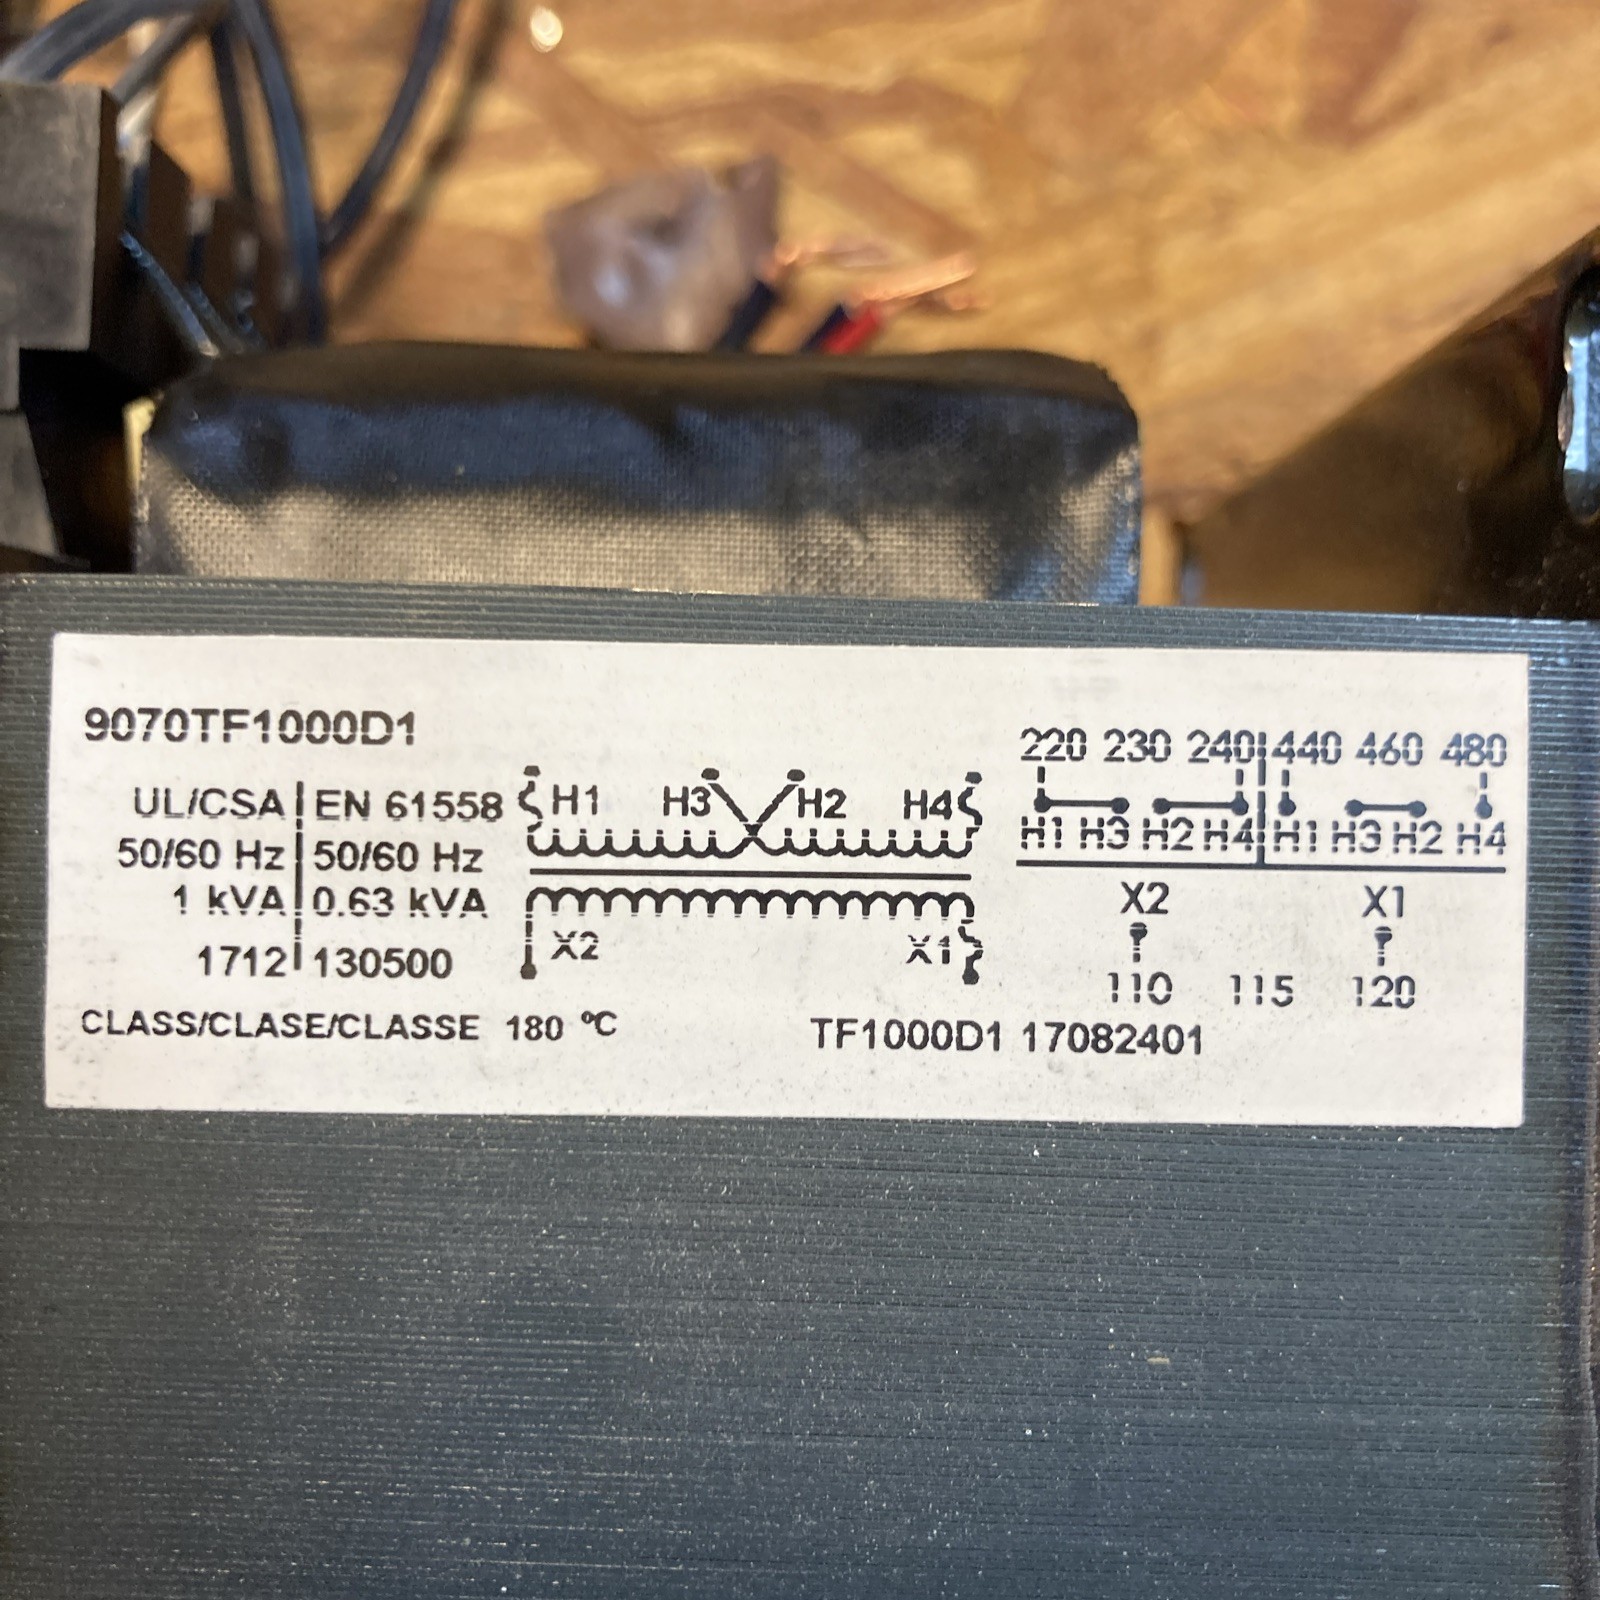 9070TF1000D1
UL/CSA | EN 61558
50/60 Hz | 50/60 Hz
1 kVA | 0.63 kVA
1712 | 130500
CLASS/CLASE/CLASSE 180 ºC
H1 H3 H2 H4
X2 X1
220 230 240 | 440 460 480
H1 H3 H2 H4 | H1 H3 H2 H4
X2 X1
110 115 120
TF1000D1 17082401